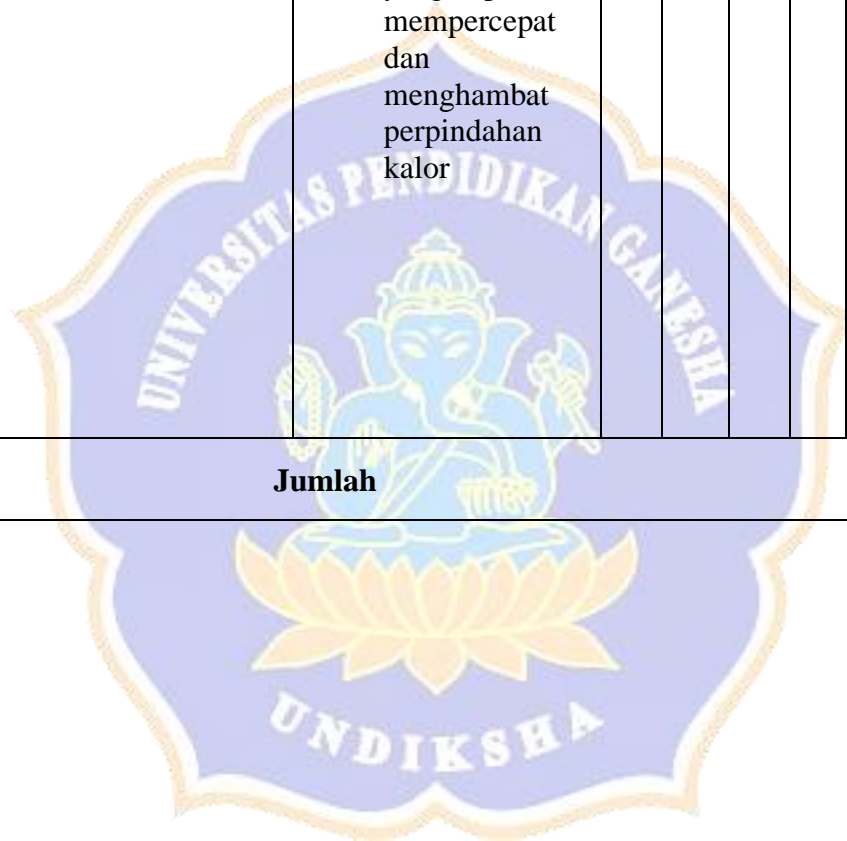 mempercepat
dan
menghambat
perpindahan
kalor
UNIVERSITAS PENDIDIKAN GANESHA
Jumlah
UNDIKSHA